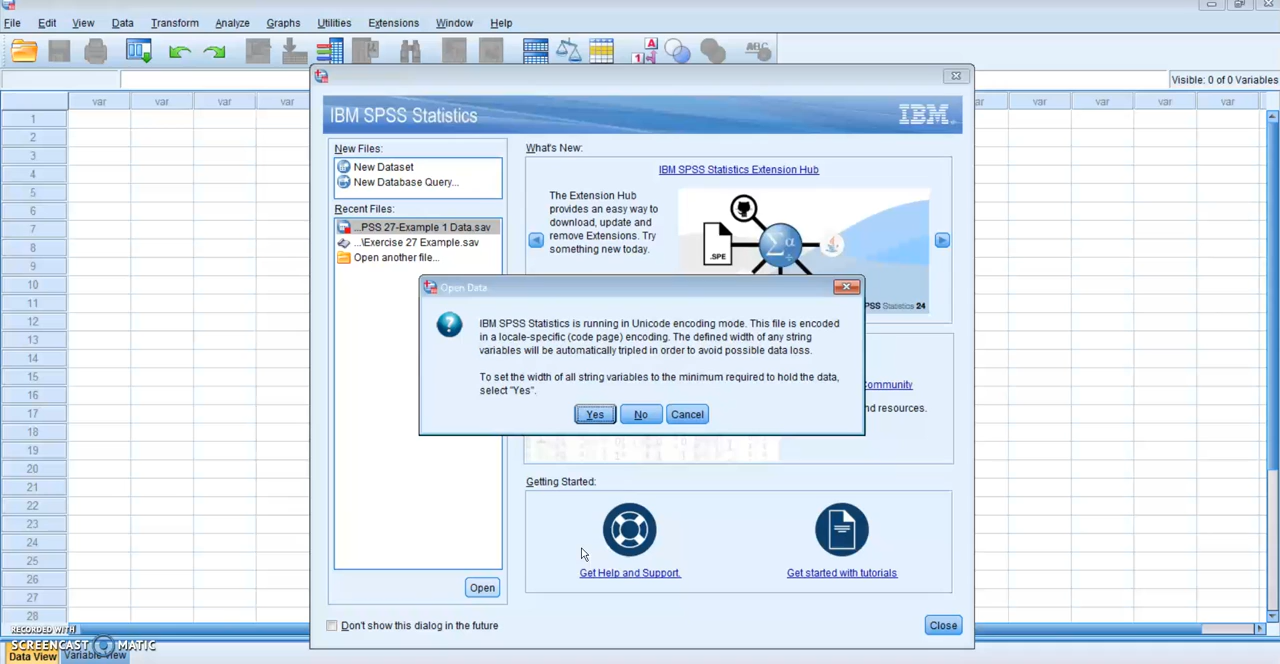 File Edit View Data Transform Analyze Graphs Utilities Extensions Window Help
A
1
ABC
Visible: 0 of 0 Variables
var var var var var var var var
1
2
3
4
5
6
7
8
9
10
11
12
13
14
15
16
17
18
19
20
21
22
23
24
25
26
27
28
IBM SPSS Statistics
IBM
New Files:
New Dataset
New Database Query...
Recent Files:
...PSS 27-Example 1 Data.sav
...\Exercise 27 Example.sav
Open another file...
Open
What's New:
IBM SPSS Statistics Extension Hub
The Extension Hub
provides an easy way to
download, update and
remove Extensions. Try
something new today.
.SPE
Σα
PSS Statistics 24
Open Data
IBM SPSS Statistics is running in Unicode encoding mode. This file is encoded
in a locale-specific (code page) encoding. The defined width of any string
variables will be automatically tripled in order to avoid possible data loss.
To set the width of all string variables to the minimum required to hold the data,
select "Yes".
Yes No Cancel
Community
nd resources.
Getting Started:
Get Help and Support.
Get started with tutorials
Don't show this dialog in the future
Close
RECORDED WITH
SCREENCAST MATIC
Data View Variable View